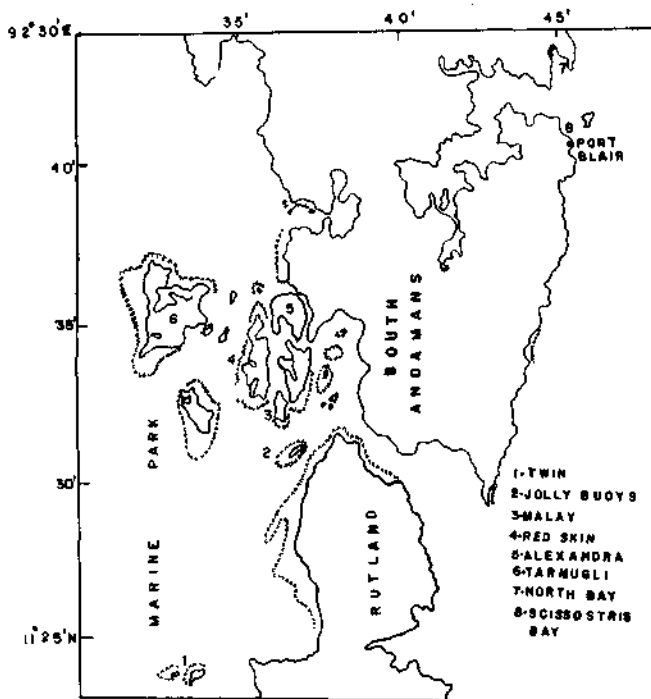 92°30'E 35' 40' 45'
7
8
PORT
BLAIR
40'
5
6
SOUTH
ANDAMANS
35'
4
3
PARK
2
30'
1-TWIN
2-JOLLY BUOYS
3-MALAY
4-RED SKIN
5-ALEXANDRA
6-TARMUGLI
7-NORTH BAY
8-SCISSOSTRIS
BAY
MARINE
RUTLAND
11°25'N
1